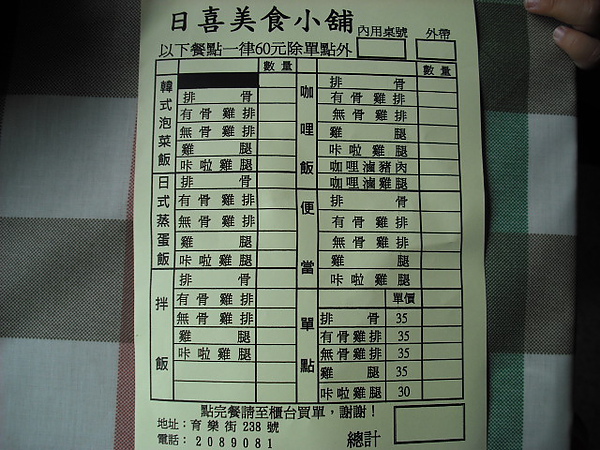 日喜美食小舖
內用桌號 外帶
以下餐點一律60元除單點外
數量
韓式泡菜飯
排骨
有骨雞排
無骨雞排
雞腿
咔啦雞腿
日式蒸蛋飯
排骨
有骨雞排
無骨雞排
雞腿
咔啦雞腿
拌飯
排骨
有骨雞排
無骨雞排
雞腿
咔啦雞腿
數量
咖哩飯
排骨
有骨雞排
無骨雞排
雞腿
咔啦雞腿
咖哩滷豬肉
咖哩滷雞腿
便當
排骨
有骨雞排
無骨雞排
雞腿
咔啦雞腿
單點
單價
排骨 35
有骨雞排 35
無骨雞排 35
雞腿 35
咔啦雞腿 30
點完餐請至櫃台買單，謝謝！
地址：育樂街238號
電話：2089081
總計